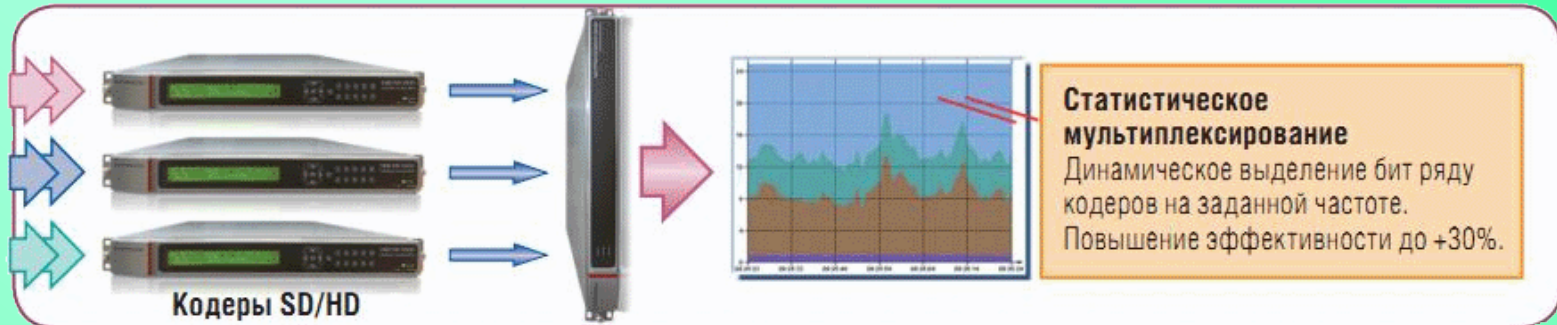 Статистическое
мультиплексирование
Динамическое выделение бит ряду
кодеров на заданной частоте.
Повышение эффективности до +30%.
Кодеры SD/HD